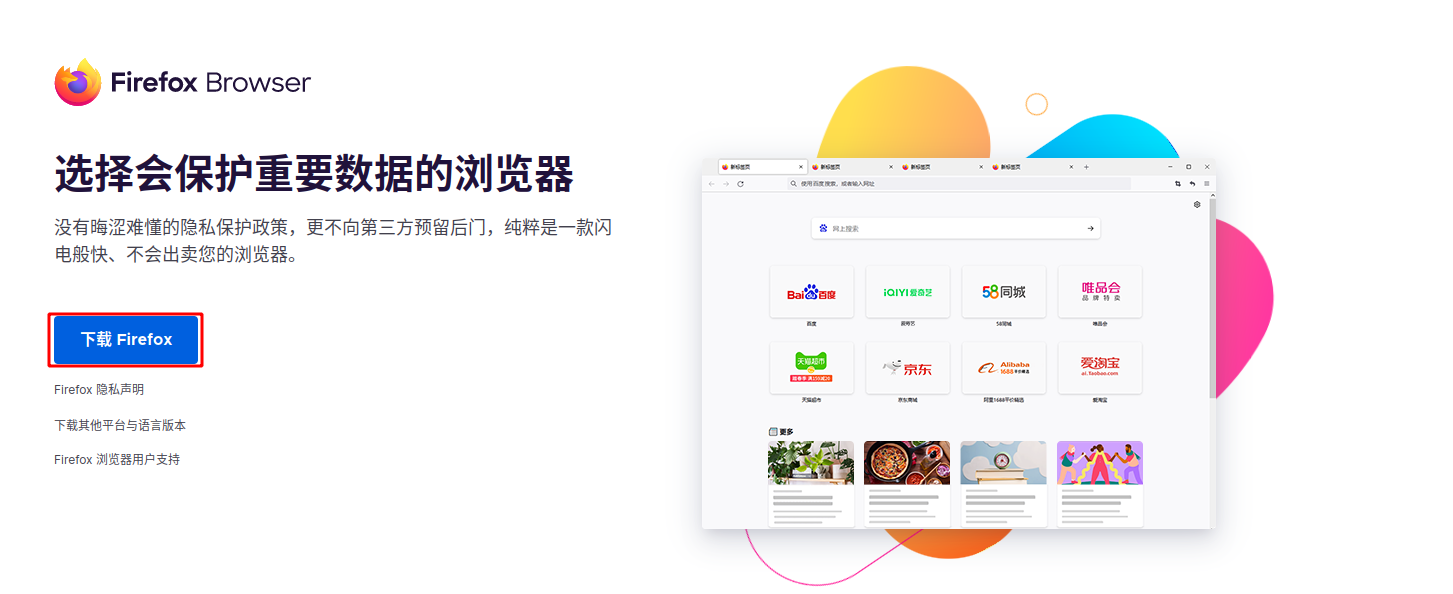 Firefox Browser
选择会保护重要数据的浏览器
没有晦涩难懂的隐私保护政策，更不向第三方预留后门，纯粹是一款闪
电般快、不会出卖您的浏览器。
下载 Firefox
Firefox 隐私声明
下载其他平台与语言版本
Firefox 浏览器用户支持
新标签页
新标签页
新标签页
新标签页
使用百度搜索，或者输入网址
网上搜索
Bai 百度
iQIYI 爱奇艺
58同城
唯品会
品牌特卖
百度
爱奇艺
58同城
唯品会
天猫超市
京东
Alibaba
1688
爱淘宝
ai.Taobao.com
天猫超市
京东商城
阿里1688平价精选
爱淘宝
更多